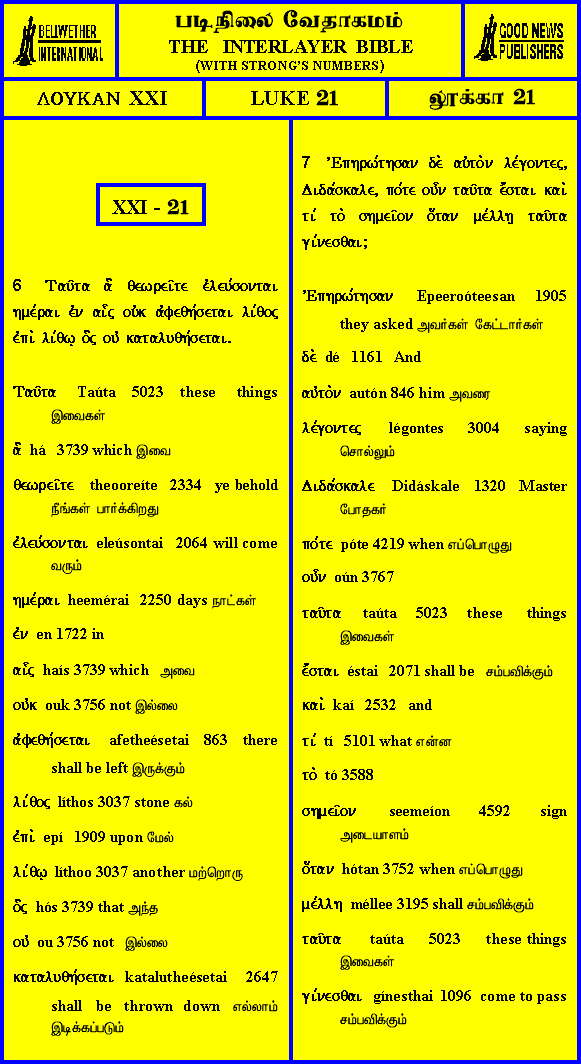 BELLWETHER
INTERNATIONAL
படிநிலை வேதாகமம்
THE INTERLAYER BIBLE
(WITH STRONG'S NUMBERS)
GOOD NEWS
PUBLISHERS
ΛΟΥΚΑΝ XXI
LUKE 21
லூக்கா 21
XXI - 21
6 Ταῦτα ἃ θεωρεῖτε ἐλεύσονται
ημέραι ἐν αἷς οὐκ ἀφεθήσεται λίθος
ἐπὶ λίθῳ ὃς οὐ καταλυθήσεται.
Ταῦτα Taúta 5023 these things
இவைகள்
ἃ há 3739 which இவை
θεωρεῖτε theooreíte 2334 ye behold
நீங்கள் பார்க்கிறது
ἐλεύσονται eleúsontai 2064 will come
வரும்
ημέραι heemérai 2250 days நாட்கள்
ἐν en 1722 in
αἷς haís 3739 which அவை
οὐκ ouk 3756 not இல்லை
ἀφεθήσεται afetheésetai 863 there
shall be left இருக்கும்
λίθος líthos 3037 stone கல்
ἐπὶ epí 1909 upon மேல்
λίθῳ líthoo 3037 another மற்றொரு
ὃς hós 3739 that அந்த
οὐ ou 3756 not இல்லை
καταλυθήσεται katalutheésetai 2647
shall be thrown down எல்லாம்
இடிக்கப்படும்
7 Ἐπηρώτησαν δὲ αὐτὸν λέγοντες,
Διδάσκαλε, πότε οὖν ταῦτα ἔσται καὶ
τί τὸ σημεῖον ὅταν μέλλῃ ταῦτα
γίνεσθαι;
Ἐπηρώτησαν Epeeroóteesan 1905
they asked அவர்கள் கேட்டார்கள்
δὲ dé 1161 And
αὐτὸν autón 846 him அவரை
λέγοντες légontes 3004 saying
சொல்லும்
Διδάσκαλε Didáskale 1320 Master
போதகர்
πότε póte 4219 when எப்பொழுது
οὖν oún 3767
ταῦτα taúta 5023 these things
இவைகள்
ἔσται éstai 2071 shall be சம்பவிக்கும்
καὶ kaí 2532 and
τί tí 5101 what என்ன
τὸ tó 3588
σημεῖον seemeíon 4592 sign
அடையாளம்
ὅταν hótan 3752 when எப்பொழுது
μέλλη méllee 3195 shall சம்பவிக்கும்
ταῦτα taúta 5023 these things
இவைகள்
γίνεσθαι gínesthai 1096 come to pass
சம்பவிக்கும்